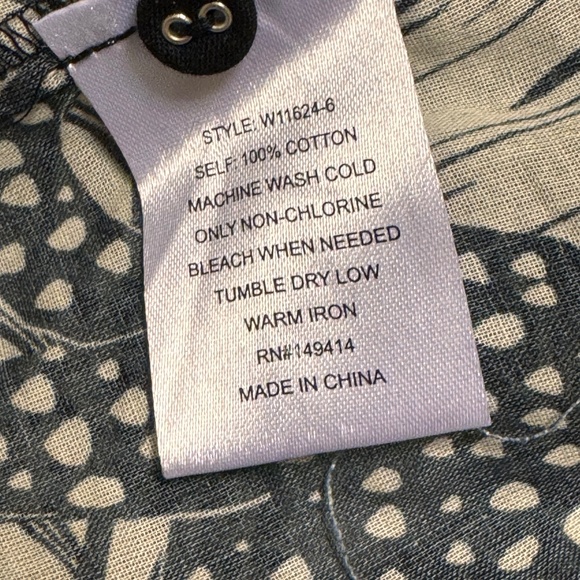 STYLE: W11624-6
SELF: 100% COTTON
MACHINE WASH COLD
ONLY NON-CHLORINE
BLEACH WHEN NEEDED
TUMBLE DRY LOW
WARM IRON
RN#149414
MADE IN CHINA